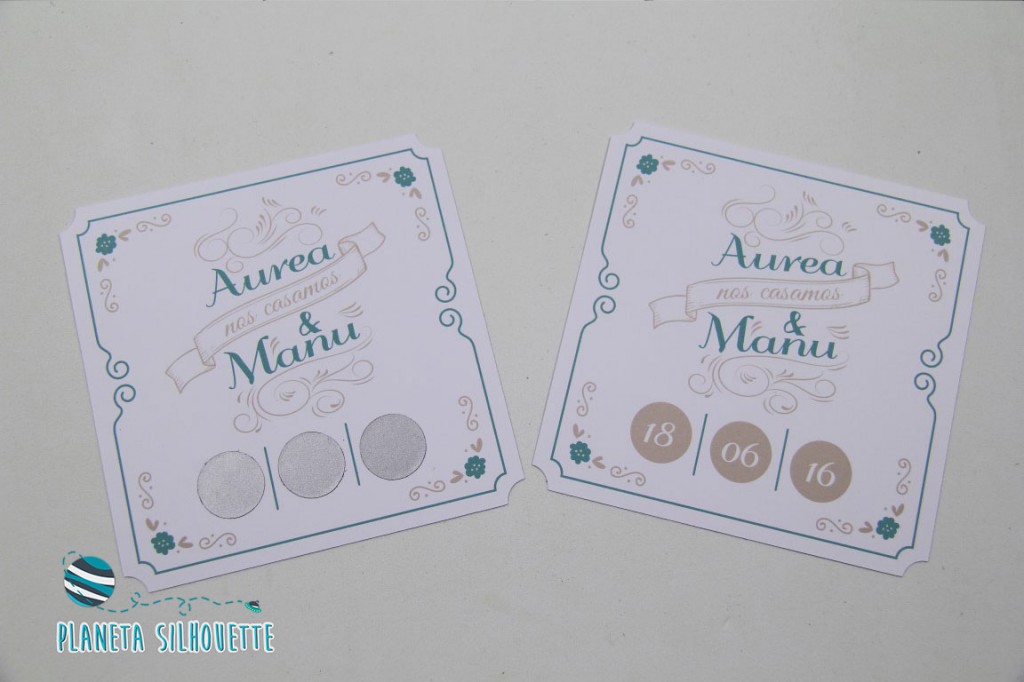 Aurea
nos casamos
&
Manu
Aurea
nos casamos
&
Manu
18 | 06 | 16
PLANETA SILHOUETTE